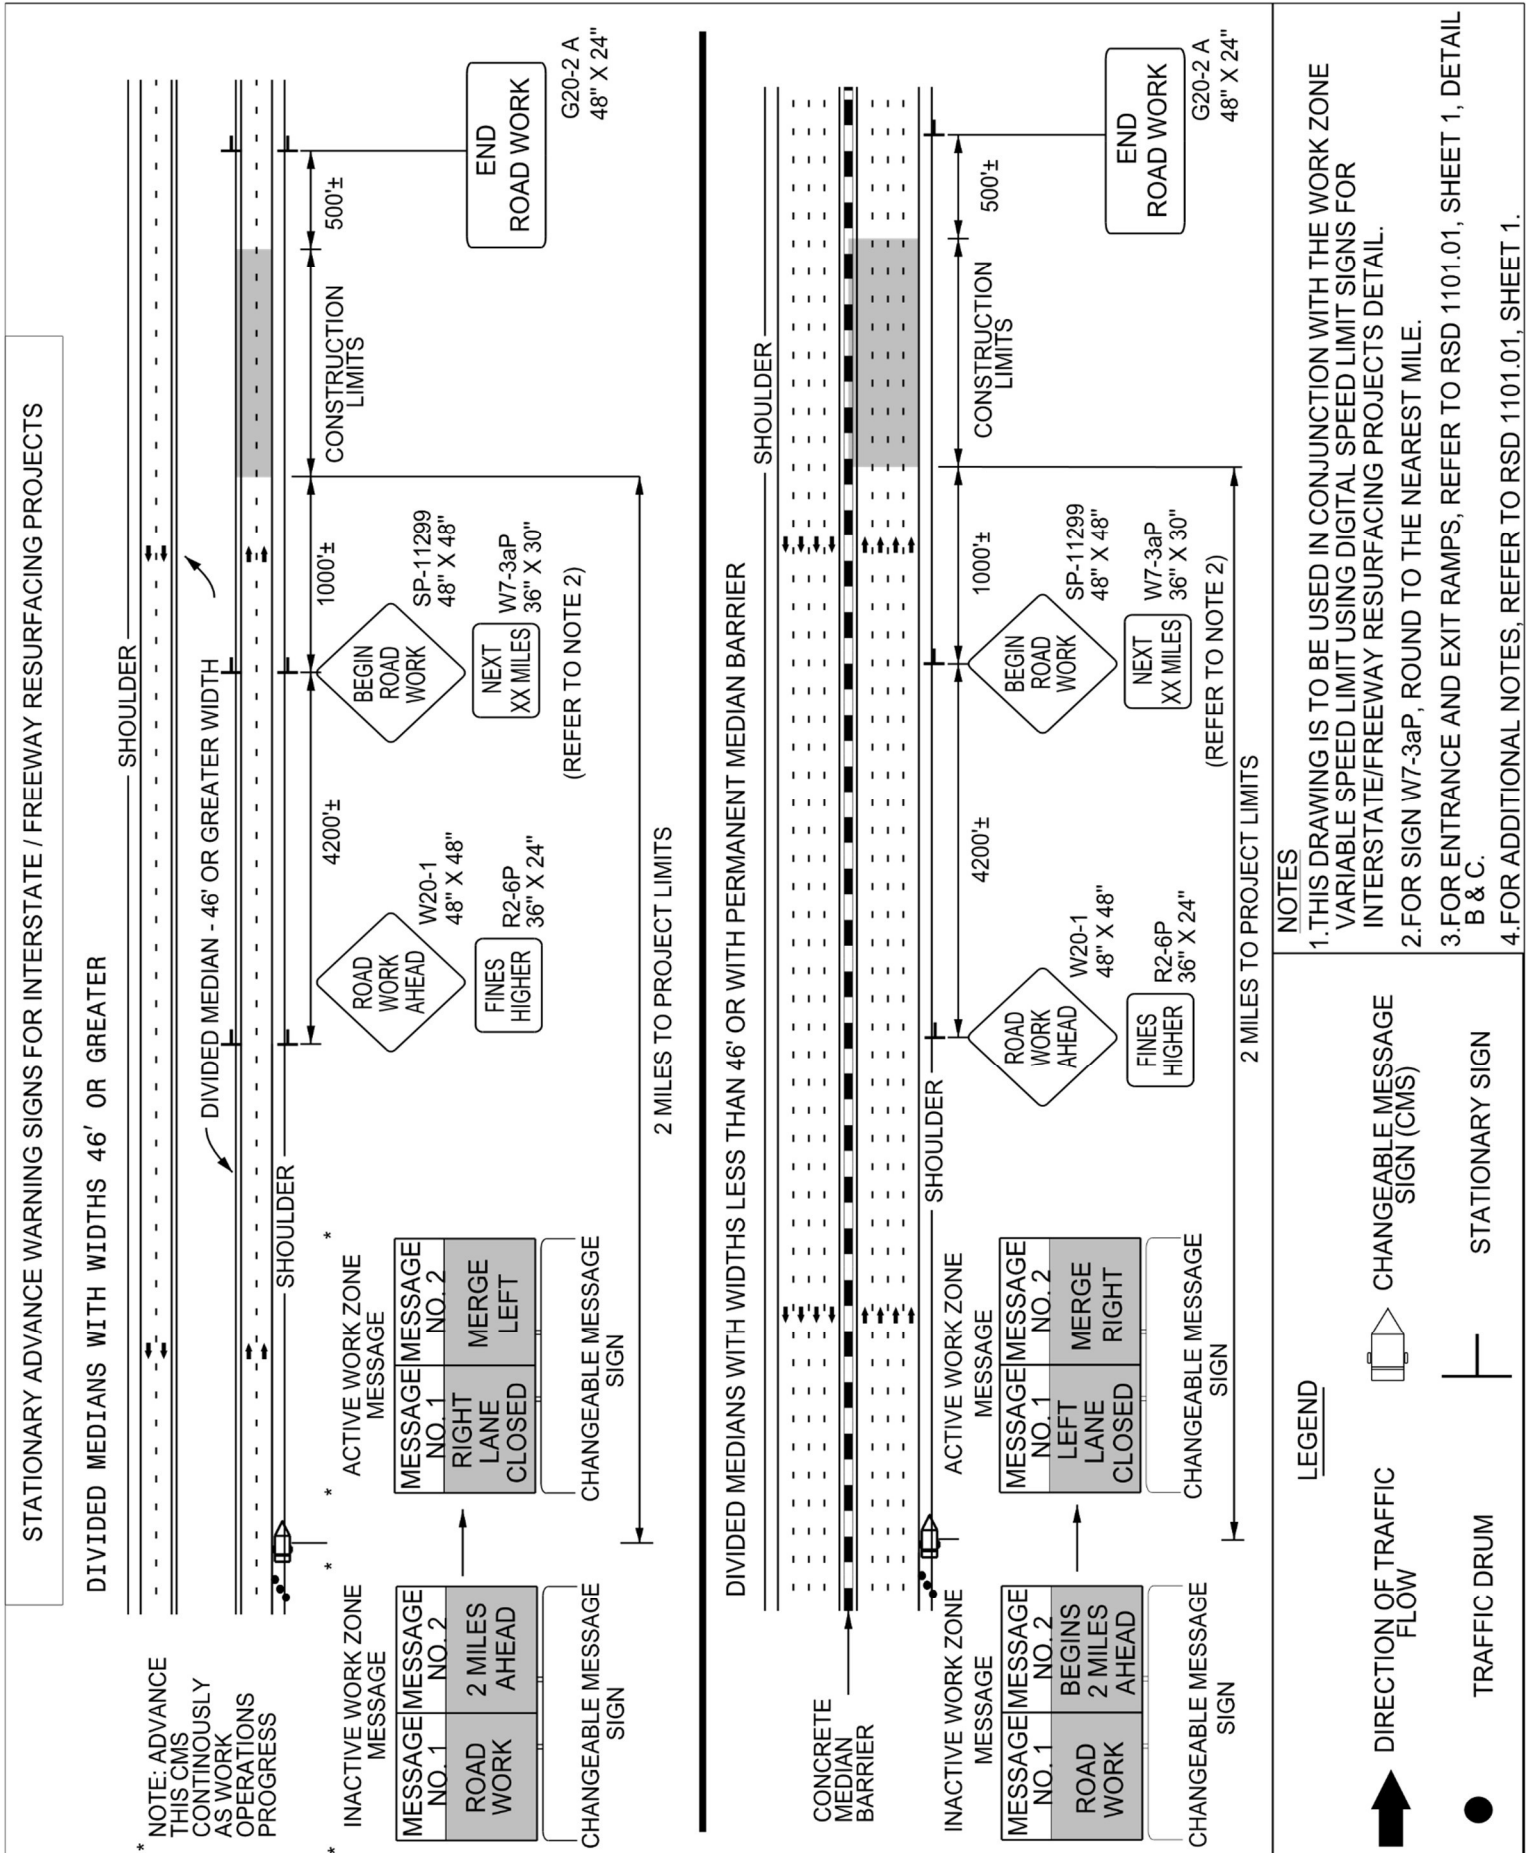 STATIONARY ADVANCE WARNING SIGNS FOR INTERSTATE / FREEWAY RESURFACING PROJECTS
DIVIDED MEDIANS WITH WIDTHS 46' OR GREATER
SHOULDER
DIVIDED MEDIAN - 46' OR GREATER WIDTH
SHOULDER
* NOTE: ADVANCE
THIS CMS
CONTINOUSLY
AS WORK
OPERATIONS
PROGRESS
* INACTIVE WORK ZONE *
MESSAGE
MESSAGE
NO. 1
MESSAGE
NO. 2
ROAD
WORK
2 MILES
AHEAD
CHANGEABLE MESSAGE
SIGN
* ACTIVE WORK ZONE *
MESSAGE
MESSAGE
NO. 1
MESSAGE
NO. 2
RIGHT
LANE
CLOSED
MERGE
LEFT
CHANGEABLE MESSAGE
SIGN
4200'±
1000'±
CONSTRUCTION
LIMITS
500'±
ROAD
WORK
AHEAD
W20-1
48" X 48"
FINES
HIGHER
R2-6P
36" X 24"
BEGIN
ROAD
WORK
SP-11299
48" X 48"
NEXT
XX MILES
W7-3aP
36" X 30"
(REFER TO NOTE 2)
END
ROAD WORK
G20-2 A
48" X 24"
2 MILES TO PROJECT LIMITS
DIVIDED MEDIANS WITH WIDTHS LESS THAN 46' OR WITH PERMANENT MEDIAN BARRIER
SHOULDER
CONCRETE
MEDIAN
BARRIER
SHOULDER
INACTIVE WORK ZONE
MESSAGE
MESSAGE
NO. 1
MESSAGE
NO. 2
ROAD
WORK
BEGINS
2 MILES
AHEAD
CHANGEABLE MESSAGE
SIGN
ACTIVE WORK ZONE
MESSAGE
MESSAGE
NO. 1
MESSAGE
NO. 2
LEFT
LANE
CLOSED
MERGE
RIGHT
CHANGEABLE MESSAGE
SIGN
4200'±
1000'±
CONSTRUCTION
LIMITS
500'±
ROAD
WORK
AHEAD
W20-1
48" X 48"
FINES
HIGHER
R2-6P
36" X 24"
BEGIN
ROAD
WORK
SP-11299
48" X 48"
NEXT
XX MILES
W7-3aP
36" X 30"
(REFER TO NOTE 2)
END
ROAD WORK
G20-2 A
48" X 24"
2 MILES TO PROJECT LIMITS
LEGEND
DIRECTION OF TRAFFIC
FLOW
CHANGEABLE MESSAGE
SIGN (CMS)
TRAFFIC DRUM
STATIONARY SIGN
NOTES
1.THIS DRAWING IS TO BE USED IN CONJUNCTION WITH THE WORK ZONE
VARIABLE SPEED LIMIT USING DIGITAL SPEED LIMIT SIGNS FOR
INTERSTATE/FREEWAY RESURFACING PROJECTS DETAIL.
2.FOR SIGN W7-3aP, ROUND TO THE NEAREST MILE.
3.FOR ENTRANCE AND EXIT RAMPS, REFER TO RSD 1101.01, SHEET 1, DETAIL
B & C.
4.FOR ADDITIONAL NOTES, REFER TO RSD 1101.01, SHEET 1.